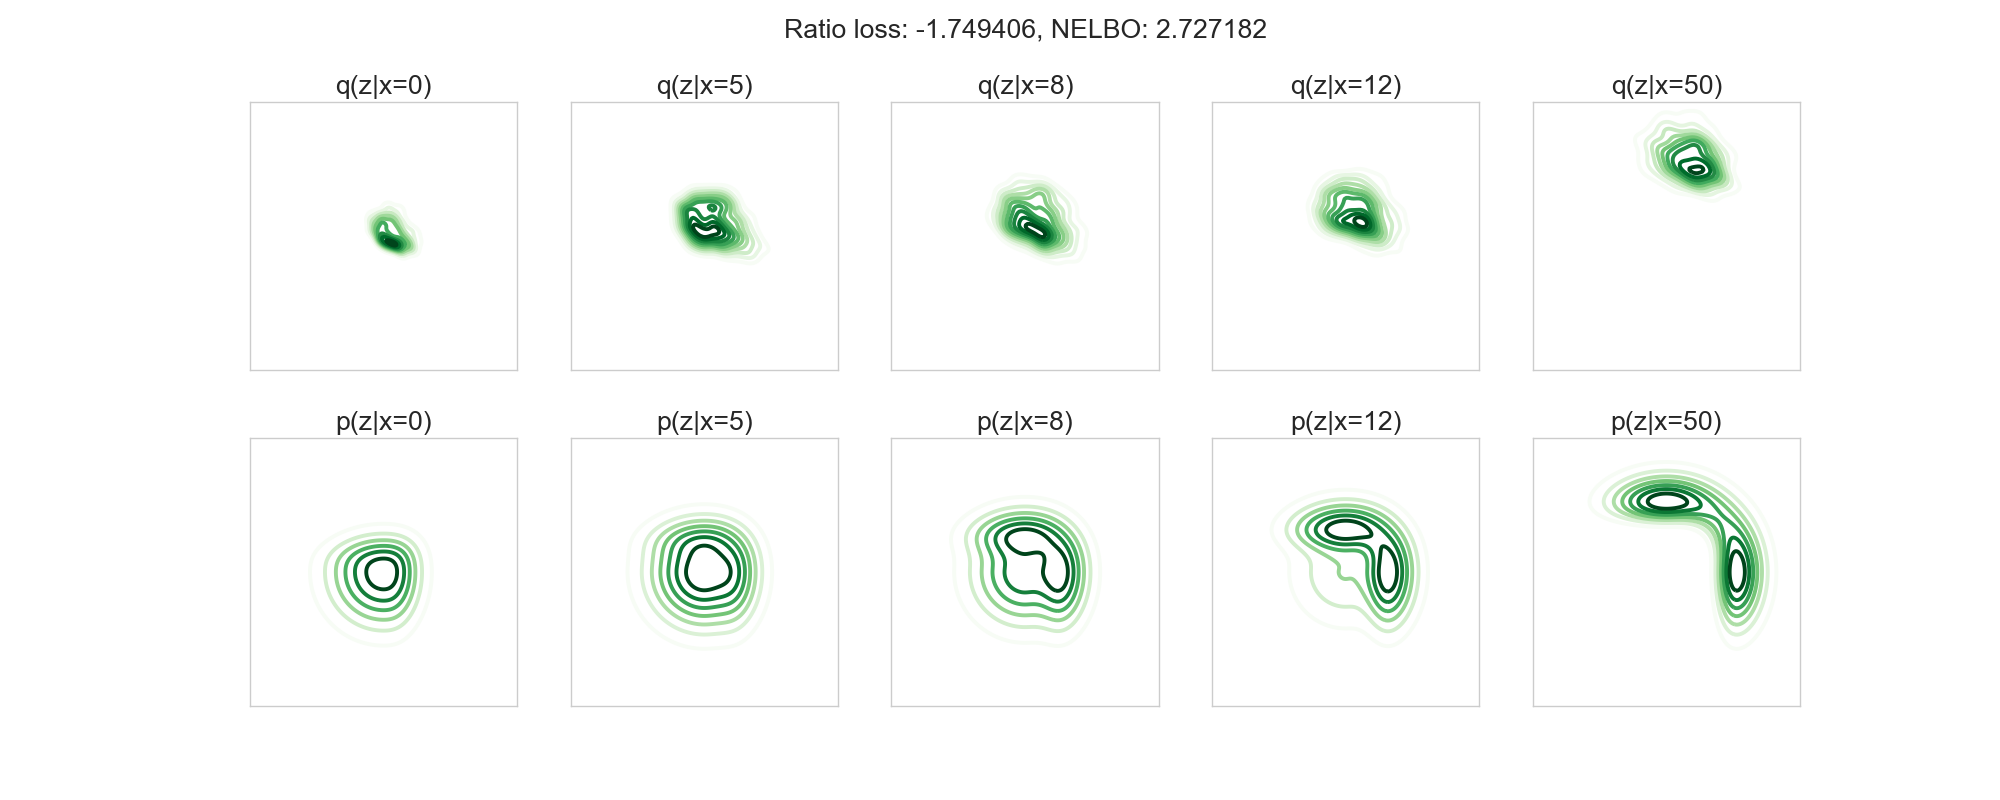 Ratio loss: -1.749406, NELBO: 2.727182
q(z|x=0) q(z|x=5) q(z|x=8) q(z|x=12) q(z|x=50)
p(z|x=0) p(z|x=5) p(z|x=8) p(z|x=12) p(z|x=50)